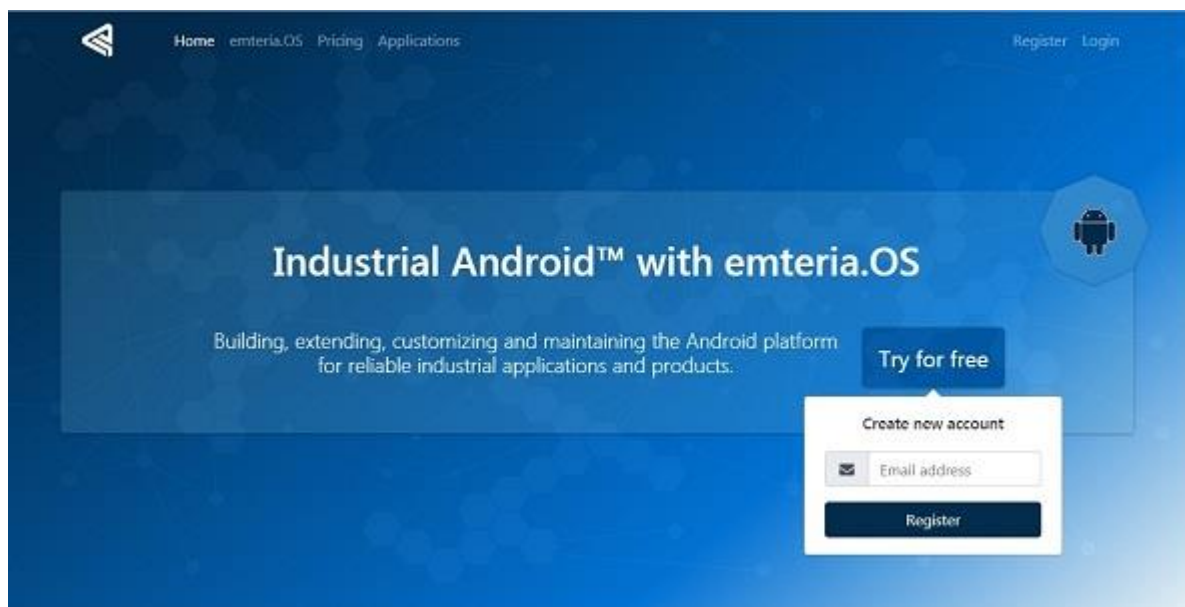 Home emteria.OS Pricing Applications Register Login
Industrial Android™ with emteria.OS
Building, extending, customizing and maintaining the Android platform
for reliable industrial applications and products.
Try for free
Create new account
Email address
Register